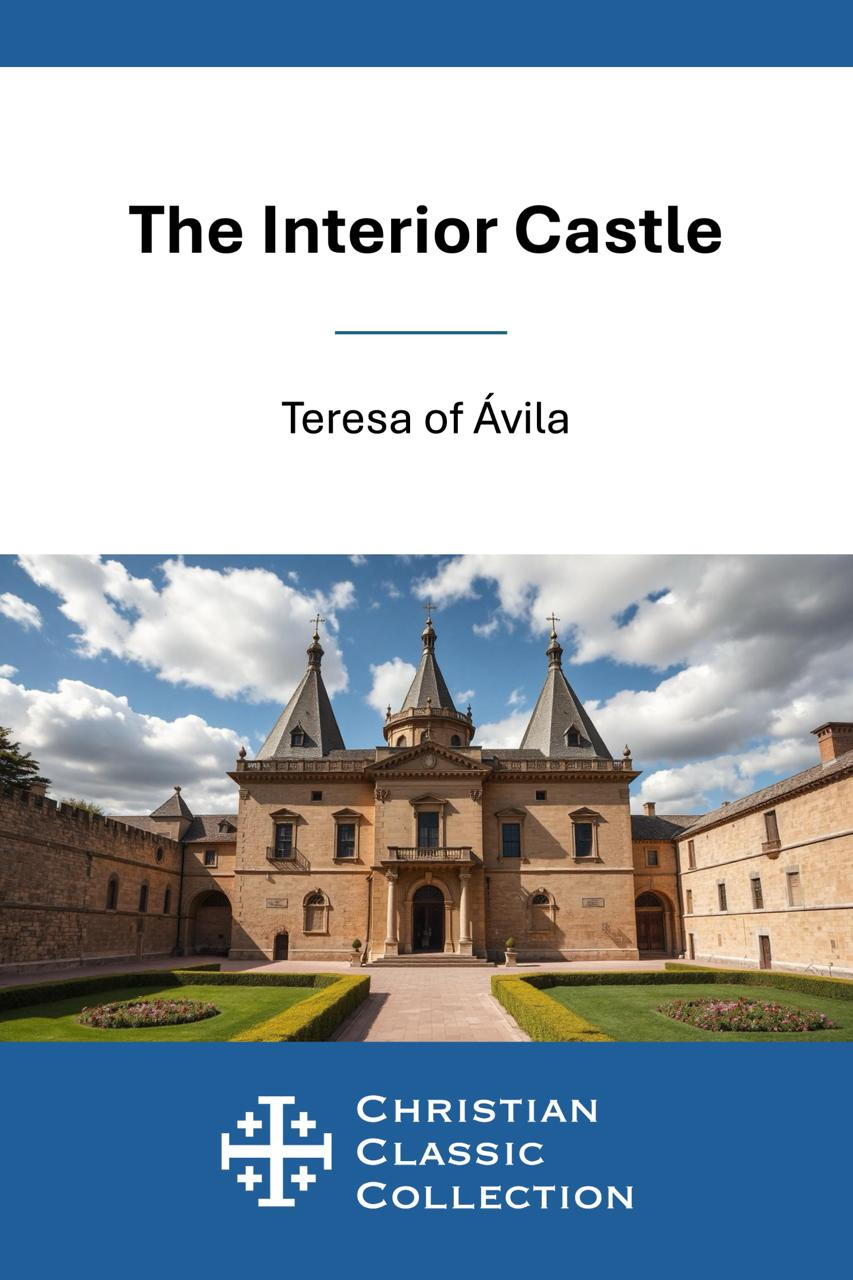 The Interior Castle
Teresa of Ávila
CHRISTIAN
CLASSIC
COLLECTION